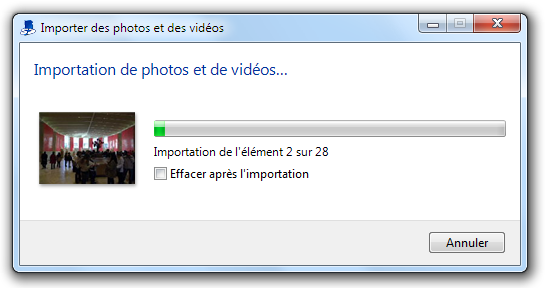 Importer des photos et des vidéos
Importation de photos et de vidéos...
Importation de l'élément 2 sur 28
Effacer après l'importation
Annuler